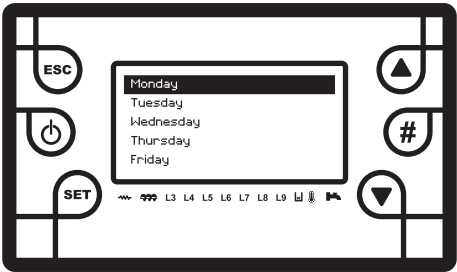 ESC
Monday
Tuesday
Wednesday
Thursday
Friday
#
SET
L3 L4 L5 L6 L7 L8 L9